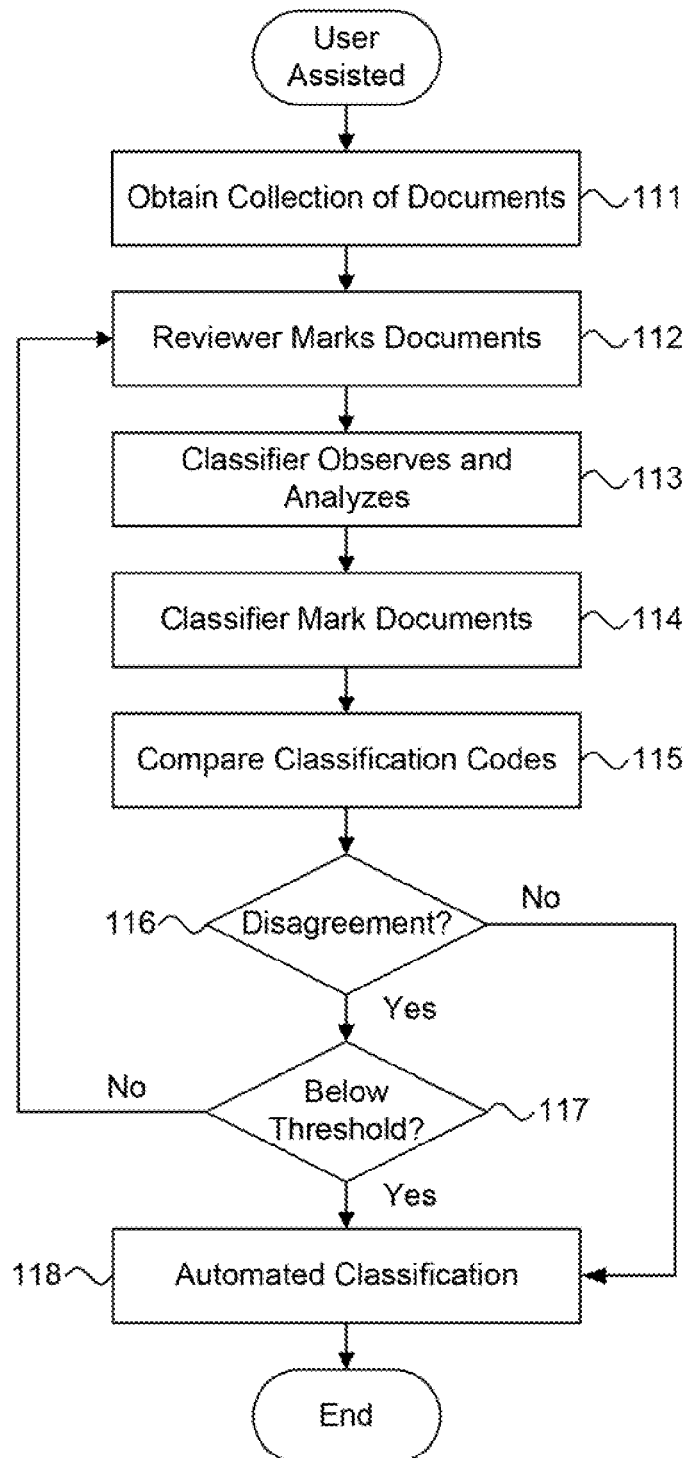 User
Assisted
Obtain Collection of Documents
111
Reviewer Marks Documents
112
Classifier Observes and
Analyzes
113
Classifier Mark Documents
114
Compare Classification Codes
115
116
Disagreement?
No
Yes
No
Below
Threshold?
117
Yes
118
Automated Classification
End